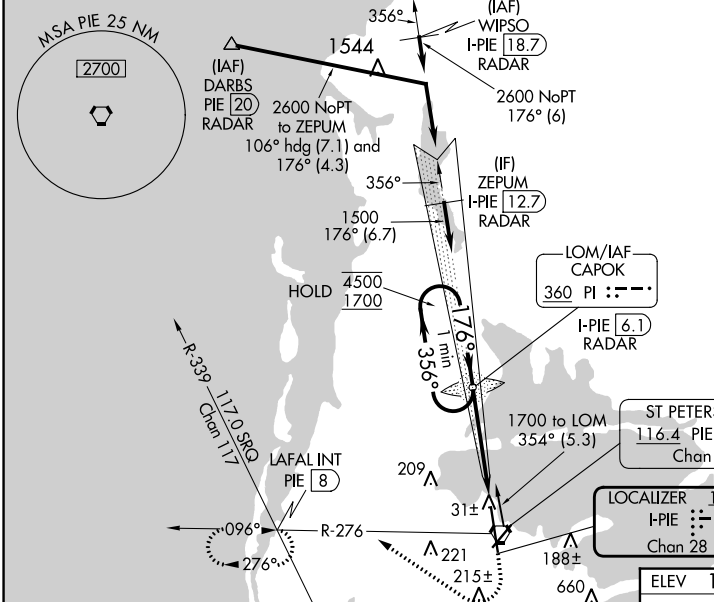 MSA PIE 25 NM
2700
(IAF)
DARBS
PIE 20
RADAR
1544
2600 NoPT
to ZEPUM
106° hdg (7.1) and
176° (4.3)
356°
(IAF)
WIPSO
I-PIE 18.7
RADAR
2600 NoPT
176° (6)
356°
(IF)
ZEPUM
I-PIE 12.7
RADAR
1500
176° (6.7)
HOLD
4500
1700
176°
1 min
356°
LOM/IAF
CAPOK
360 PI
I-PIE 6.1
RADAR
R-339
117.0 SRQ
Chan 117
LAFAL INT
PIE 8
096°
276°
R-276
209
31±
1700 to LOM
354° (5.3)
ST PETER
116.4 PIE
Chan
LOCALIZER
I-PIE
Chan 28
221
215±
188±
660
ELEV 1